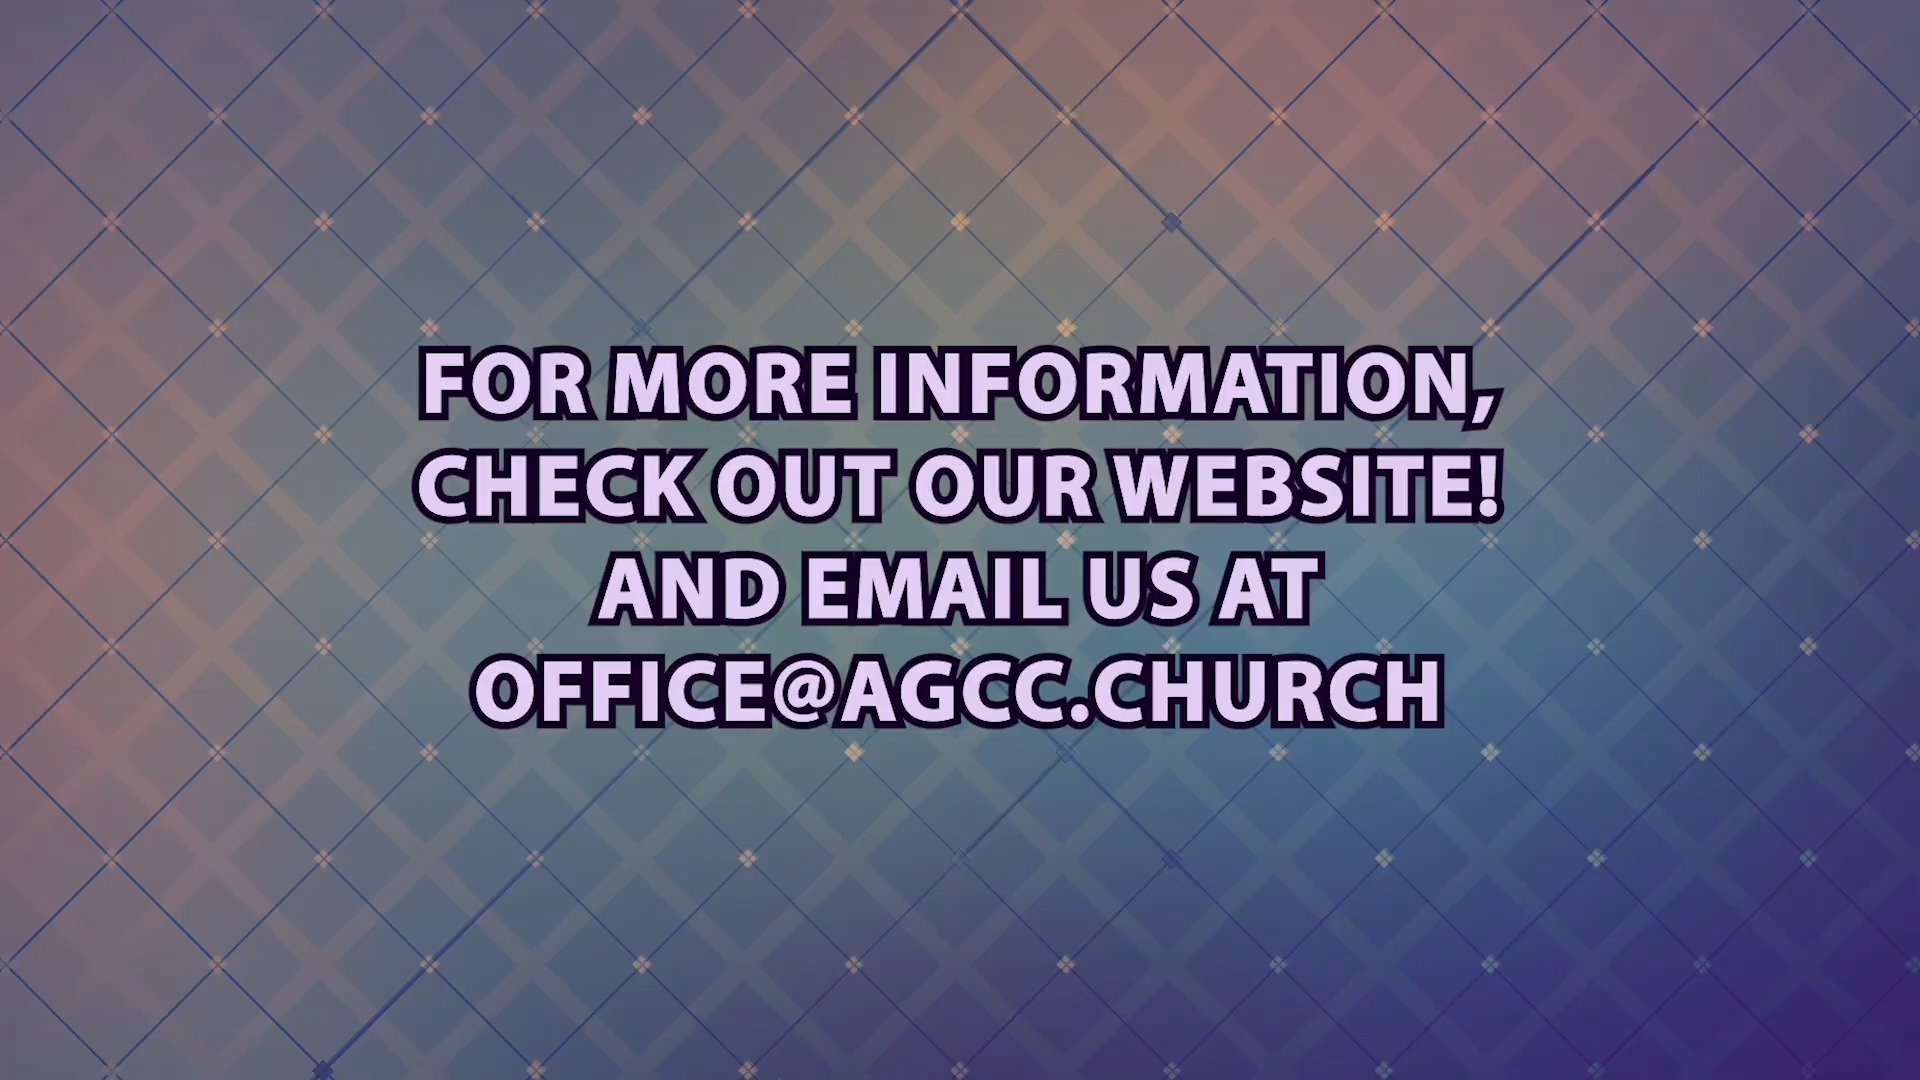 FOR MORE INFORMATION,
CHECK OUT OUR WEBSITE!
AND EMAIL US AT
OFFICE@AGCC.CHURCH